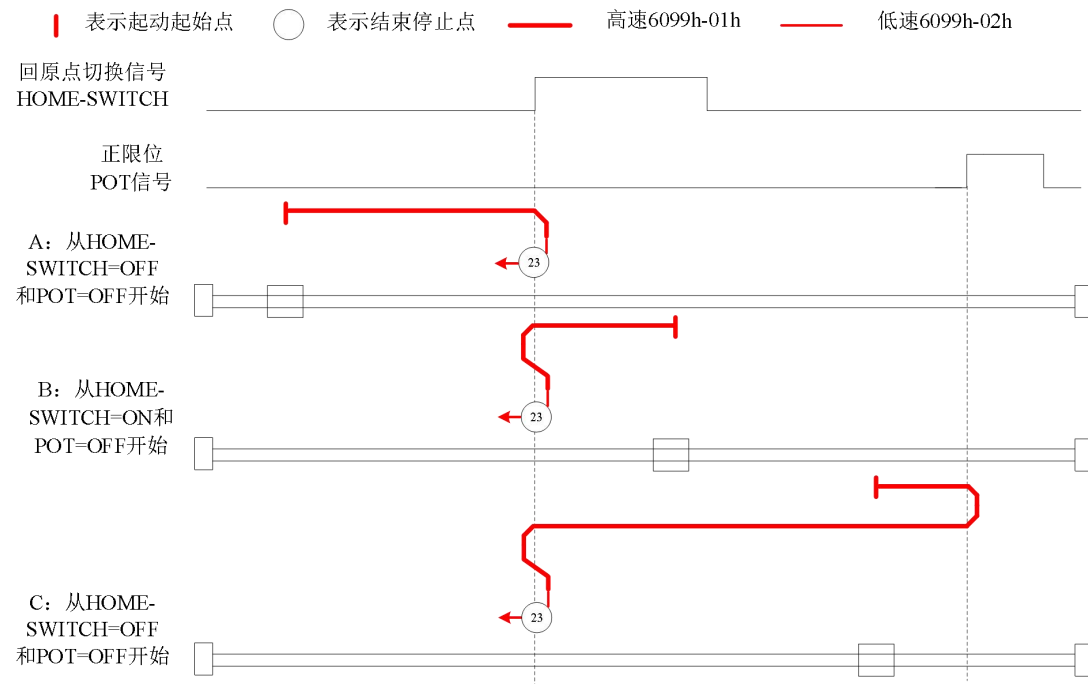 表示起动起始点 表示结束停止点 高速6099h-01h 低速6099h-02h
回原点切换信号
HOME-SWITCH
正限位
POT信号
A：从HOME-
SWITCH=OFF
和POT=OFF开始
23
B：从HOME-
SWITCH=ON和
POT=OFF开始
23
C：从HOME-
SWITCH=OFF
和POT=OFF开始
23